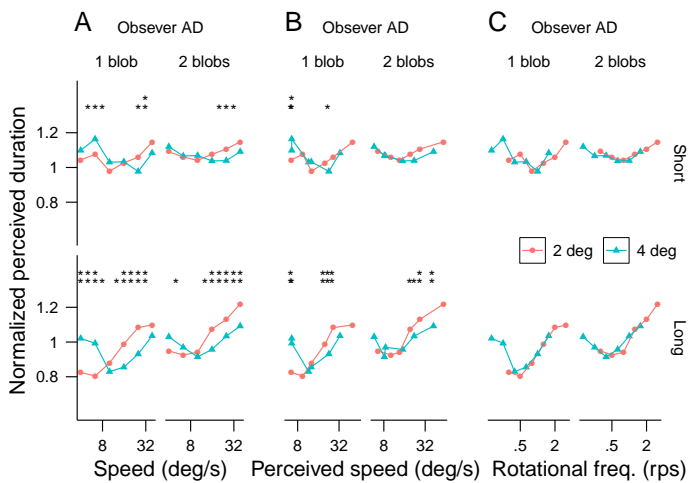 A B C
Obsever AD Obsever AD Obsever AD
1 blob 2 blobs 1 blob 2 blobs 1 blob 2 blobs
Normalized perceived duration
1.2
1
0.8
Short
2 deg 4 deg
1.2
1
0.8
Long
8 32 8 32 8 32 8 32 .5 2 .5 2
Speed (deg/s) Perceived speed (deg/s) Rotational freq. (rps)